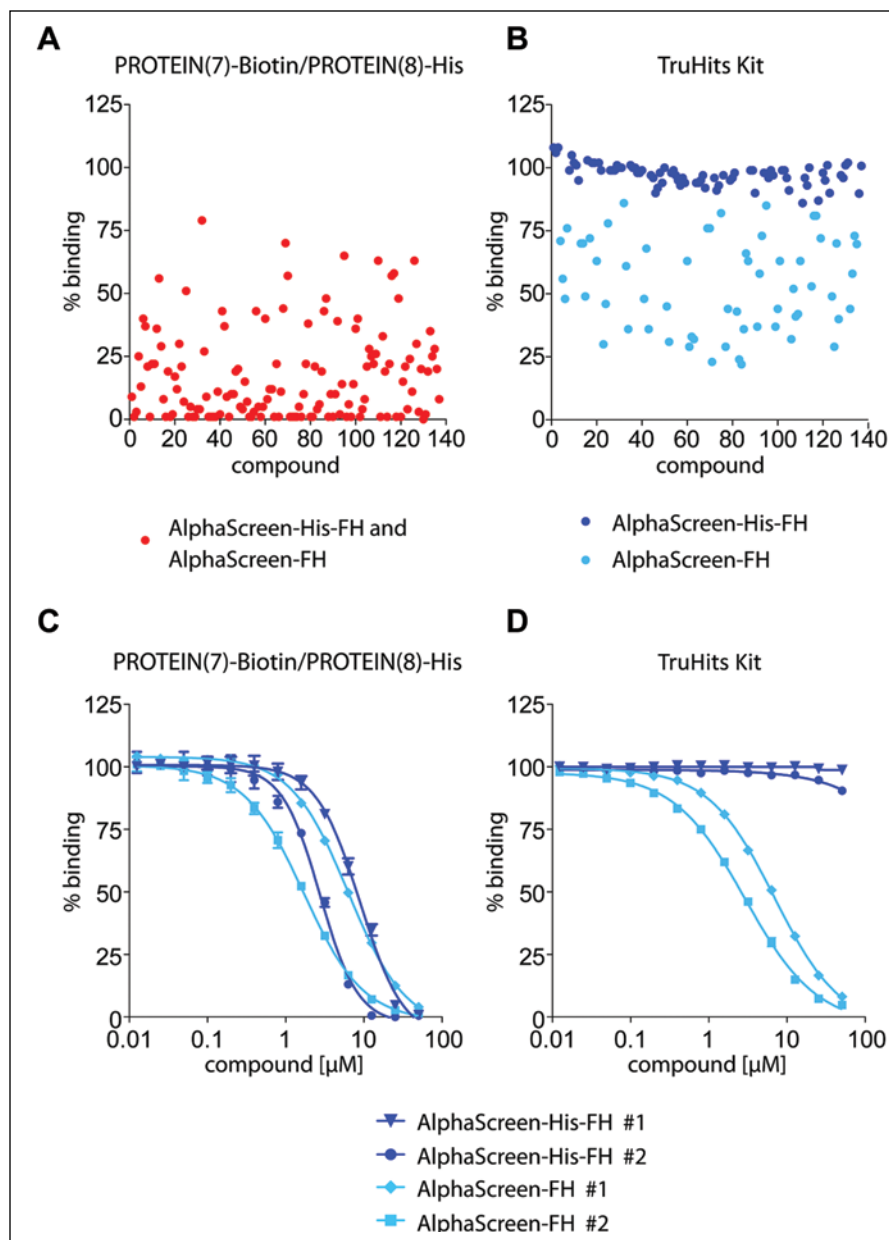 A
PROTEIN(7)-Biotin/PROTEIN(8)-His
125
100
75
50
25
0
% binding
0 20 40 60 80 100 120 140
compound
AlphaScreen-His-FH and
AlphaScreen-FH
B
TruHits Kit
125
100
75
50
25
0
% binding
0 20 40 60 80 100 120 140
compound
AlphaScreen-His-FH
AlphaScreen-FH
C
PROTEIN(7)-Biotin/PROTEIN(8)-His
125
100
75
50
25
0
% binding
0.01 0.1 1 10 100
compound [µM]
D
TruHits Kit
125
100
75
50
25
0
% binding
0.01 0.1 1 10 100
compound [µM]
AlphaScreen-His-FH #1
AlphaScreen-His-FH #2
AlphaScreen-FH #1
AlphaScreen-FH #2